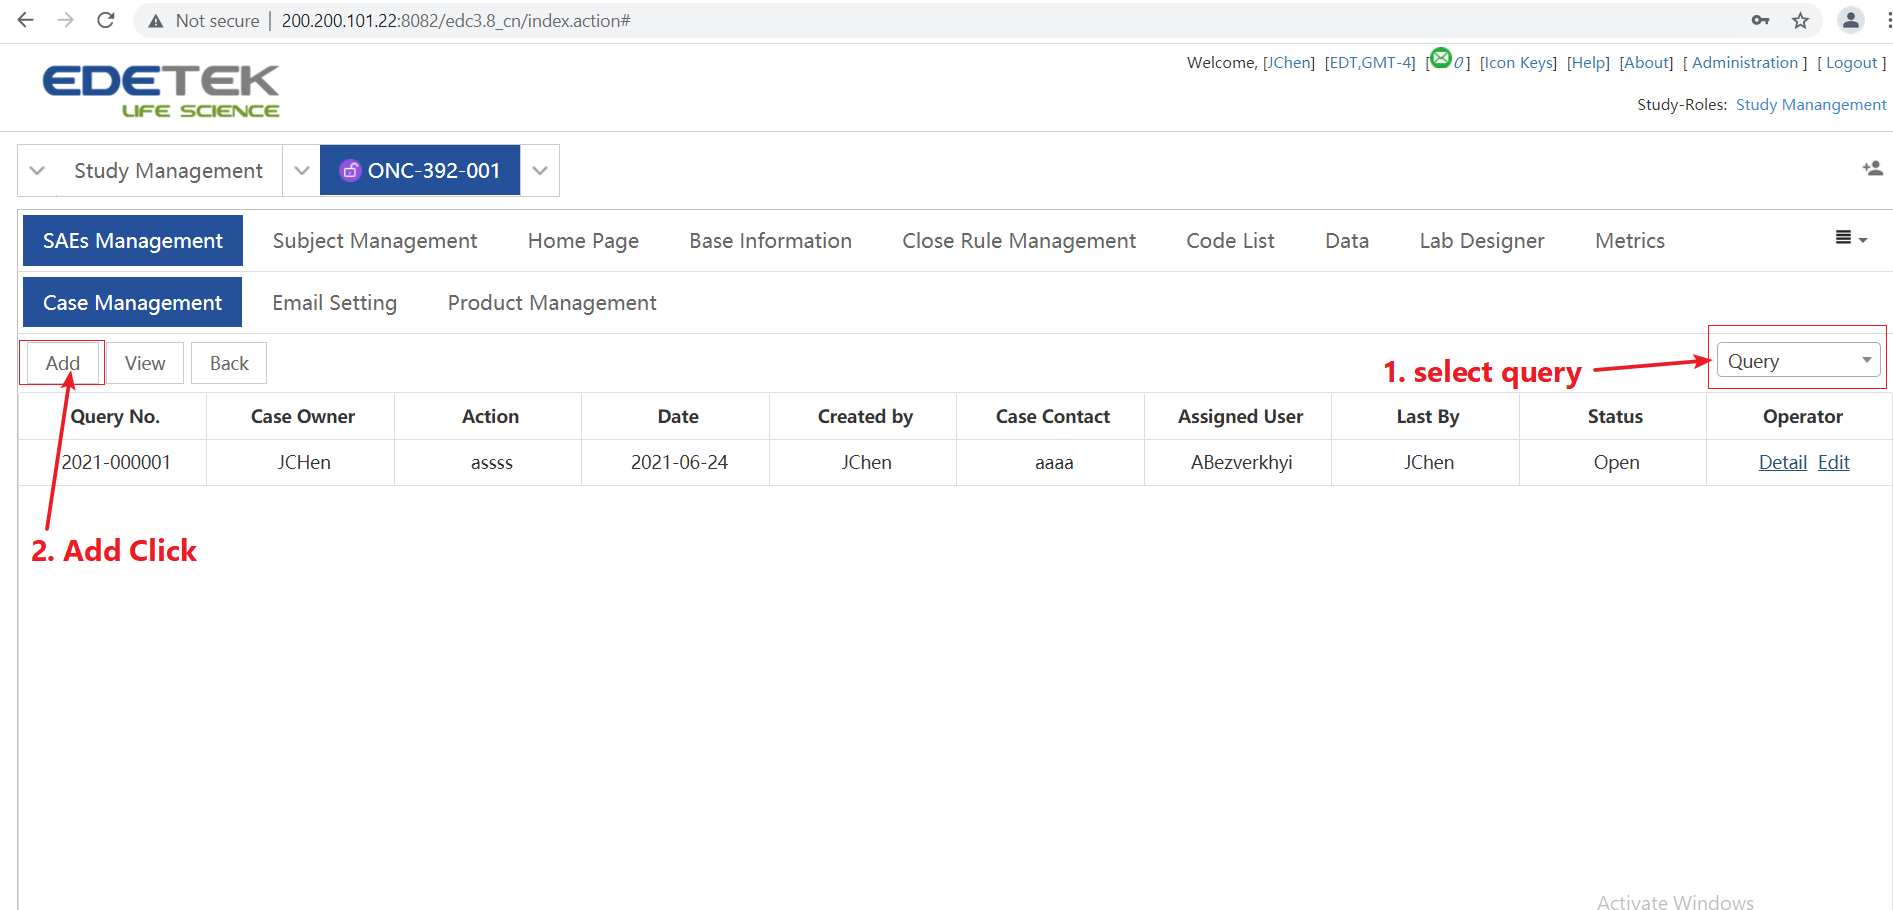 Not secure | 200.200.101.22:8082/edc3.8_cn/index.action#
EDETEK
LIFE SCIENCE
Welcome, [JChen] [EDT,GMT-4] [0] [Icon Keys] [Help] [About] [ Administration ] [ Logout ]
Study-Roles: Study Manangement
Study Management ONC-392-001
SAEs Management Subject Management Home Page Base Information Close Rule Management Code List Data Lab Designer Metrics
Case Management Email Setting Product Management
Add View Back 1. select query Query
Query No. Case Owner Action Date Created by Case Contact Assigned User Last By Status Operator
2021-000001 JCHen assss 2021-06-24 JChen aaaa ABezverkhyi JChen Open Detail Edit
2. Add Click
Activate Windows